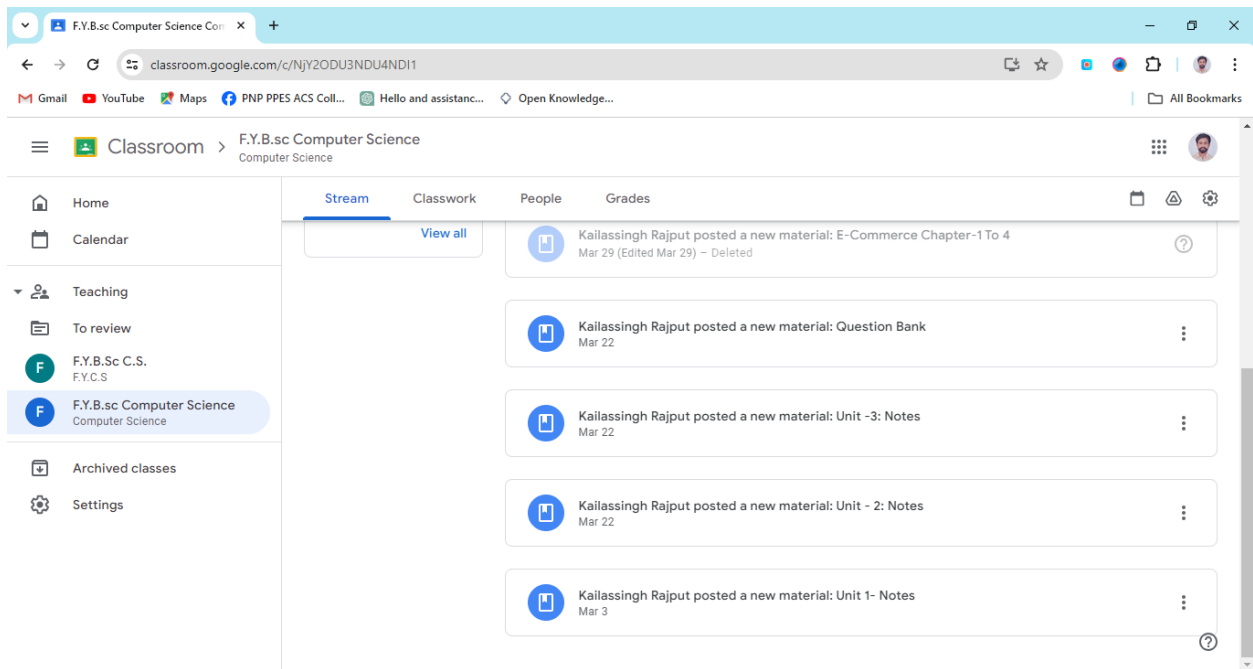 F.Y.B.sc Computer Science Con
classroom.google.com/c/NjY2ODU3NDU4NDI1
Gmail YouTube Maps PNP PPES ACS Coll... Hello and assistanc... Open Knowledge... All Bookmarks
Classroom > F.Y.B.sc Computer Science
Computer Science
Home
Calendar
Teaching
To review
F F.Y.B.Sc C.S.
F.Y.C.S
F F.Y.B.sc Computer Science
Computer Science
Archived classes
Settings
Stream Classwork People Grades
View all
Kailassingh Rajput posted a new material: E-Commerce Chapter-1 To 4
Mar 29 (Edited Mar 29) – Deleted
Kailassingh Rajput posted a new material: Question Bank
Mar 22
Kailassingh Rajput posted a new material: Unit -3: Notes
Mar 22
Kailassingh Rajput posted a new material: Unit - 2: Notes
Mar 22
Kailassingh Rajput posted a new material: Unit 1- Notes
Mar 3